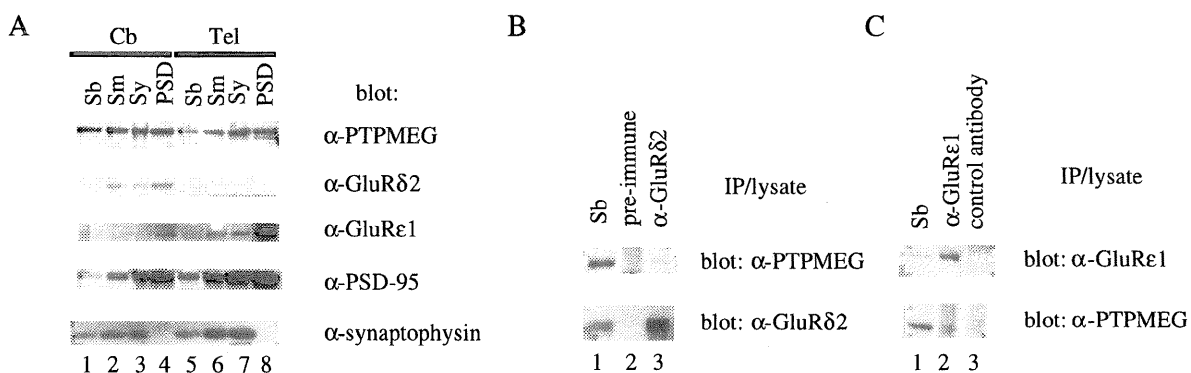 A
Cb Tel
Sb Sm Sy PSD Sb Sm Sy PSD
blot:
α-PTPMEG
α-GluRδ2
α-GluRε1
α-PSD-95
α-synaptophysin
1 2 3 4 5 6 7 8
B
Sb pre-immune α-GluRδ2
IP/lysate
blot: α-PTPMEG
blot: α-GluRδ2
1 2 3
C
Sb α-GluRε1 control antibody
IP/lysate
blot: α-GluRε1
blot: α-PTPMEG
1 2 3